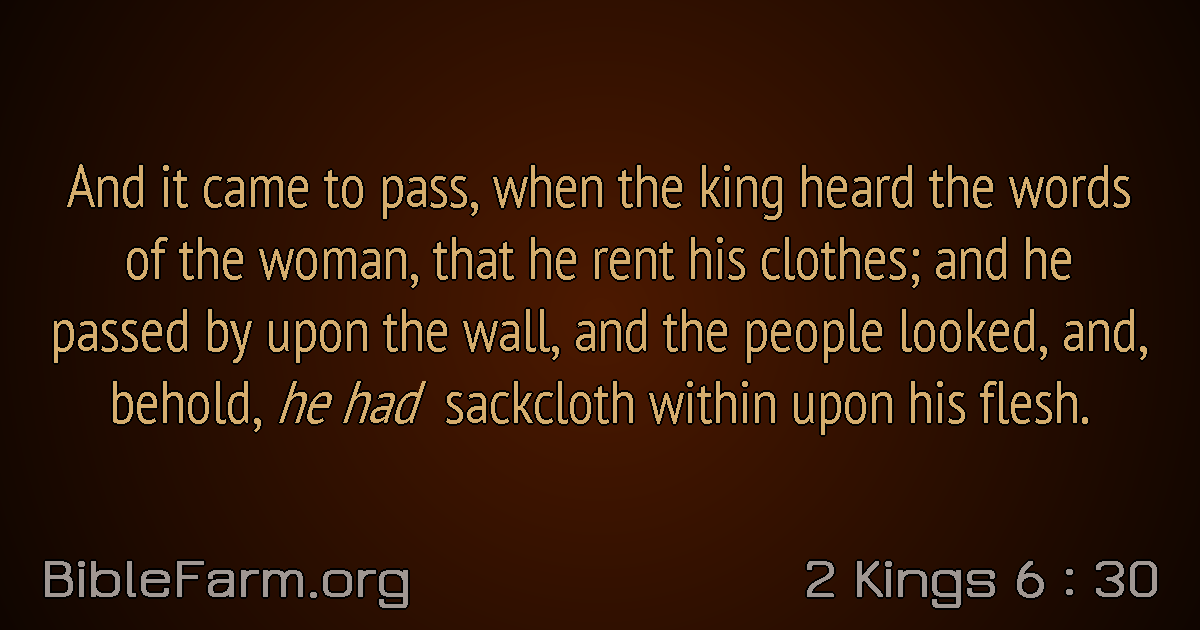 And it came to pass, when the king heard the words
of the woman, that he rent his clothes; and he
passed by upon the wall, and the people looked, and,
behold, he had sackcloth within upon his flesh.
BibleFarm.org
2 Kings 6 : 30